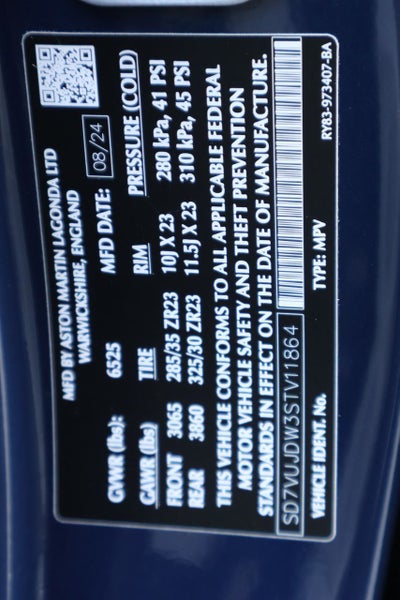 MFD BY ASTON MARTIN LAGONDA LTD
WARWICKSHIRE, ENGLAND
GVWR (lbs): 6525 MFD DATE: 08/24
GAWR (lbs) TIRE RIM PRESSURE (COLD)
FRONT 3065 285/35 ZR23 10J X 23 280 kPa, 41 PSI
REAR 3860 325/30 ZR23 11.5J X 23 310 kPa, 45 PSI
THIS VEHICLE CONFORMS TO ALL APPLICABLE FEDERAL
MOTOR VEHICLE SAFETY AND THEFT PREVENTION
STANDARDS IN EFFECT ON THE DATE OF MANUFACTURE.
SD7VUJDW3STV11864
VEHICLE IDENT. No. TYPE: MPV RY83-973407-BA